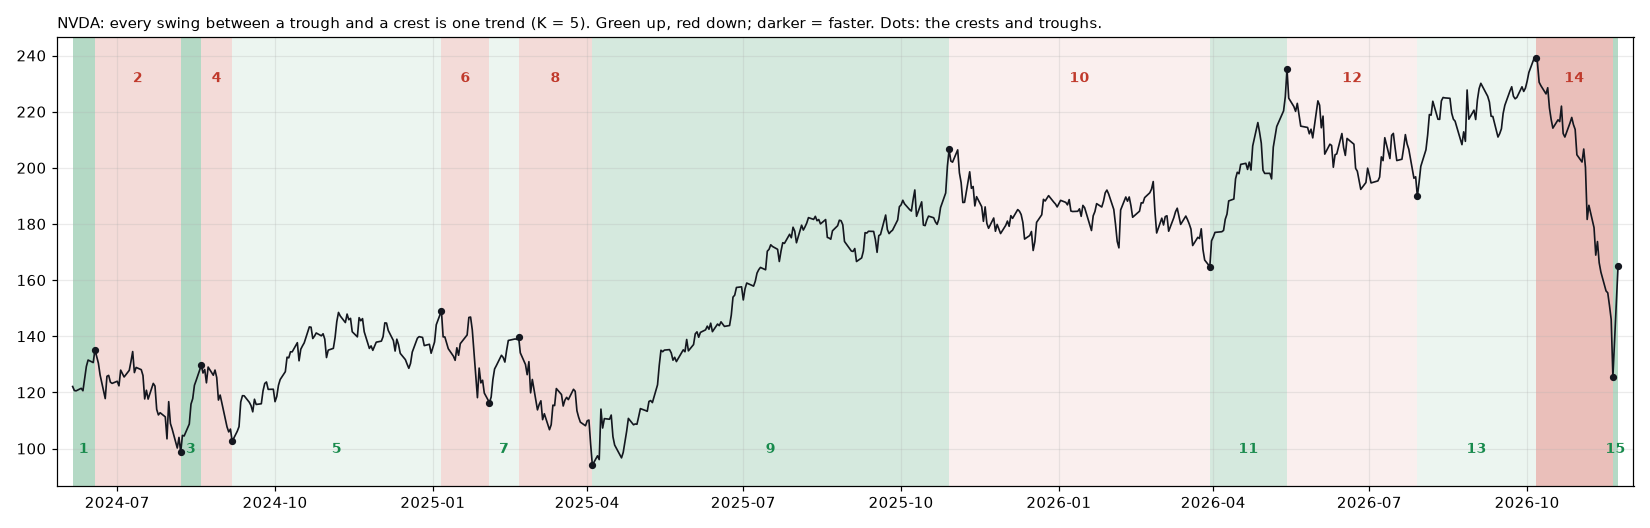 NVDA: every swing between a trough and a crest is one trend (K = 5). Green up, red down; darker = faster. Dots: the crests and troughs.
240
220
200
180
160
140
120
100
2 4 6 8 10 12 14
1 3 5 7 9 11 13 15
2024-07 2024-10 2025-01 2025-04 2025-07 2025-10 2026-01 2026-04 2026-07 2026-10